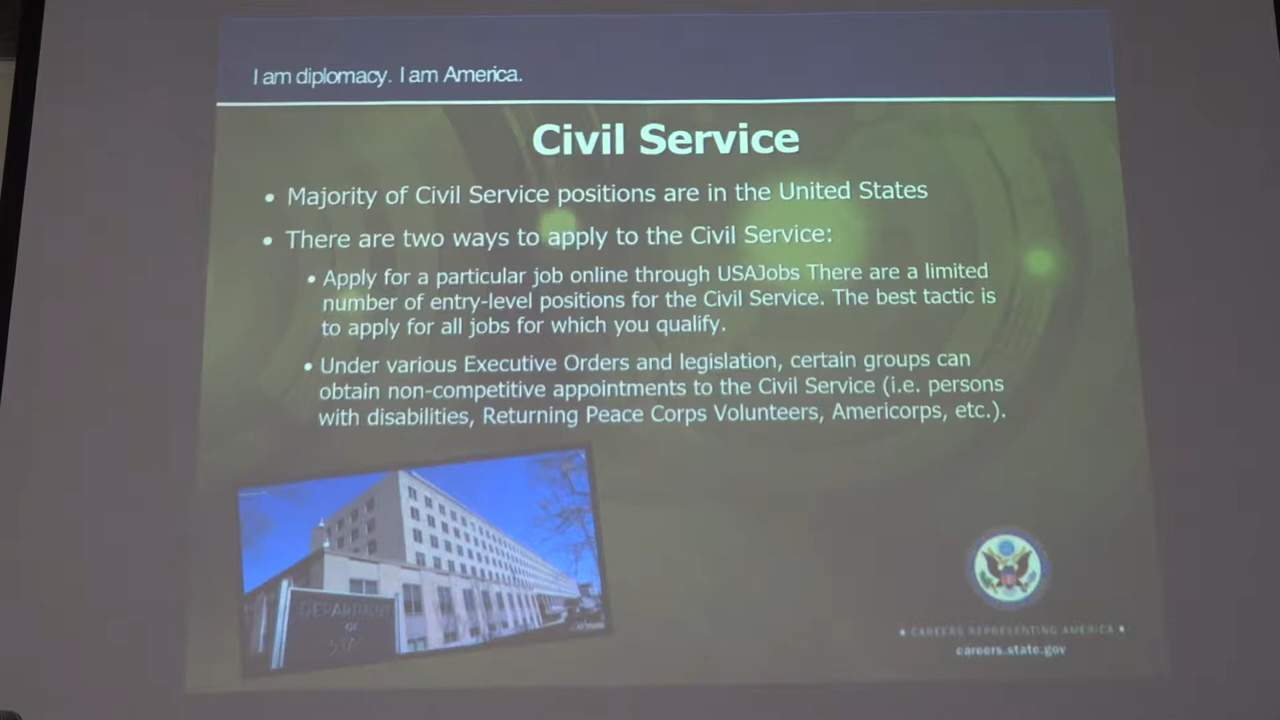 I am diplomacy. I am America.
Civil Service
• Majority of Civil Service positions are in the United States
• There are two ways to apply to the Civil Service:
• Apply for a particular job online through USAJobs There are a limited
number of entry-level positions for the Civil Service. The best tactic is
to apply for all jobs for which you qualify.
• Under various Executive Orders and legislation, certain groups can
obtain non-competitive appointments to the Civil Service (i.e. persons
with disabilities, Returning Peace Corps Volunteers, Americorps, etc.).
DEPARTMENT
OF
CAREERS REPRESENTING AMERICA
careers.state.gov